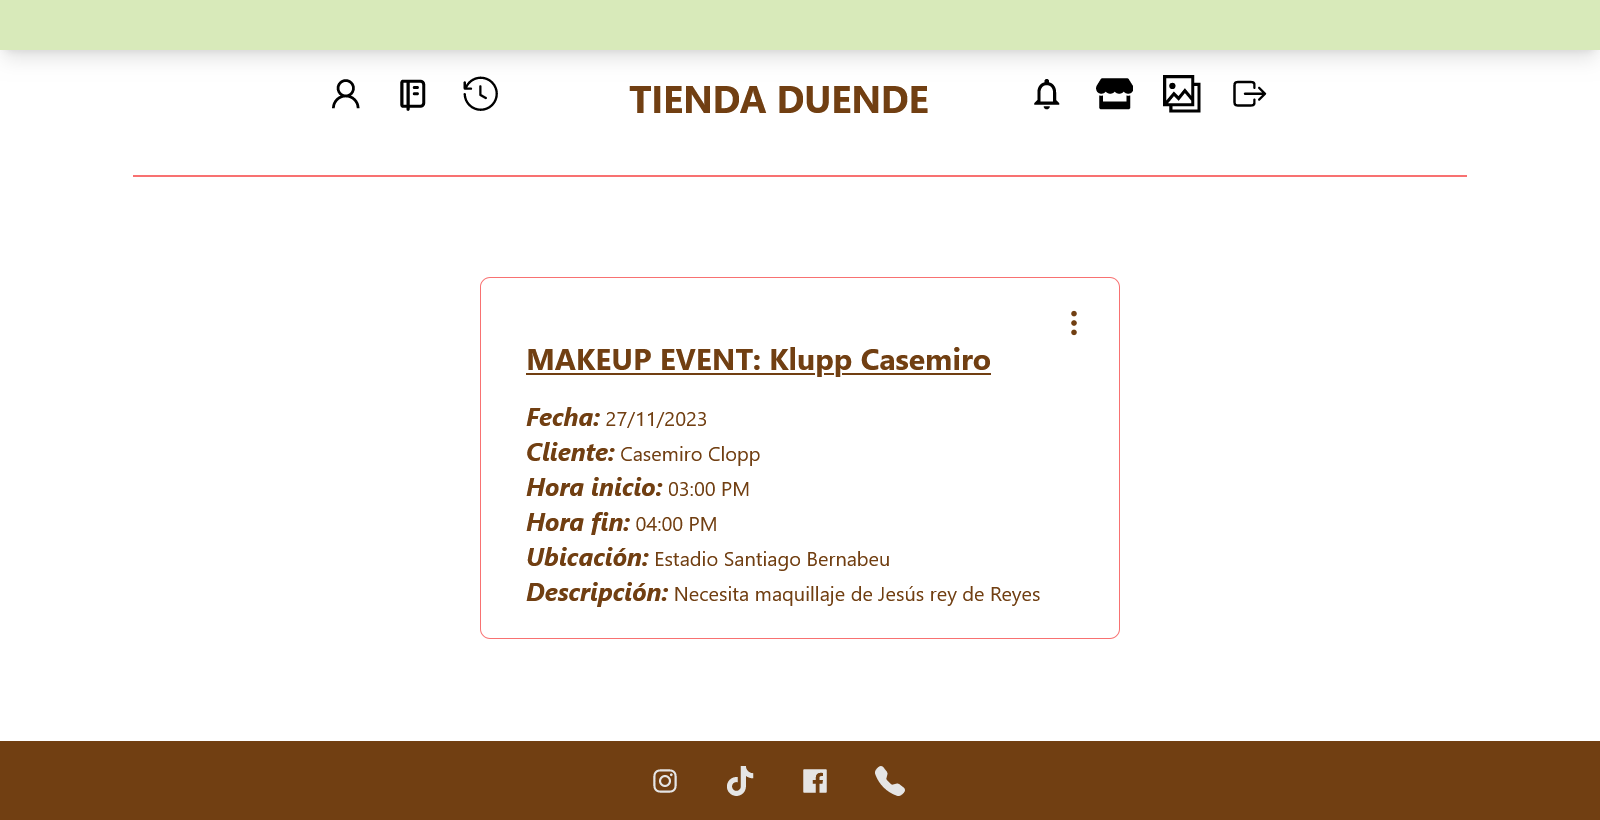 TIENDA DUENDE
MAKEUP EVENT: Klupp Casemiro
Fecha: 27/11/2023
Cliente: Casemiro Clopp
Hora inicio: 03:00 PM
Hora fin: 04:00 PM
Ubicación: Estadio Santiago Bernabeu
Descripción: Necesita maquillaje de Jesús rey de Reyes